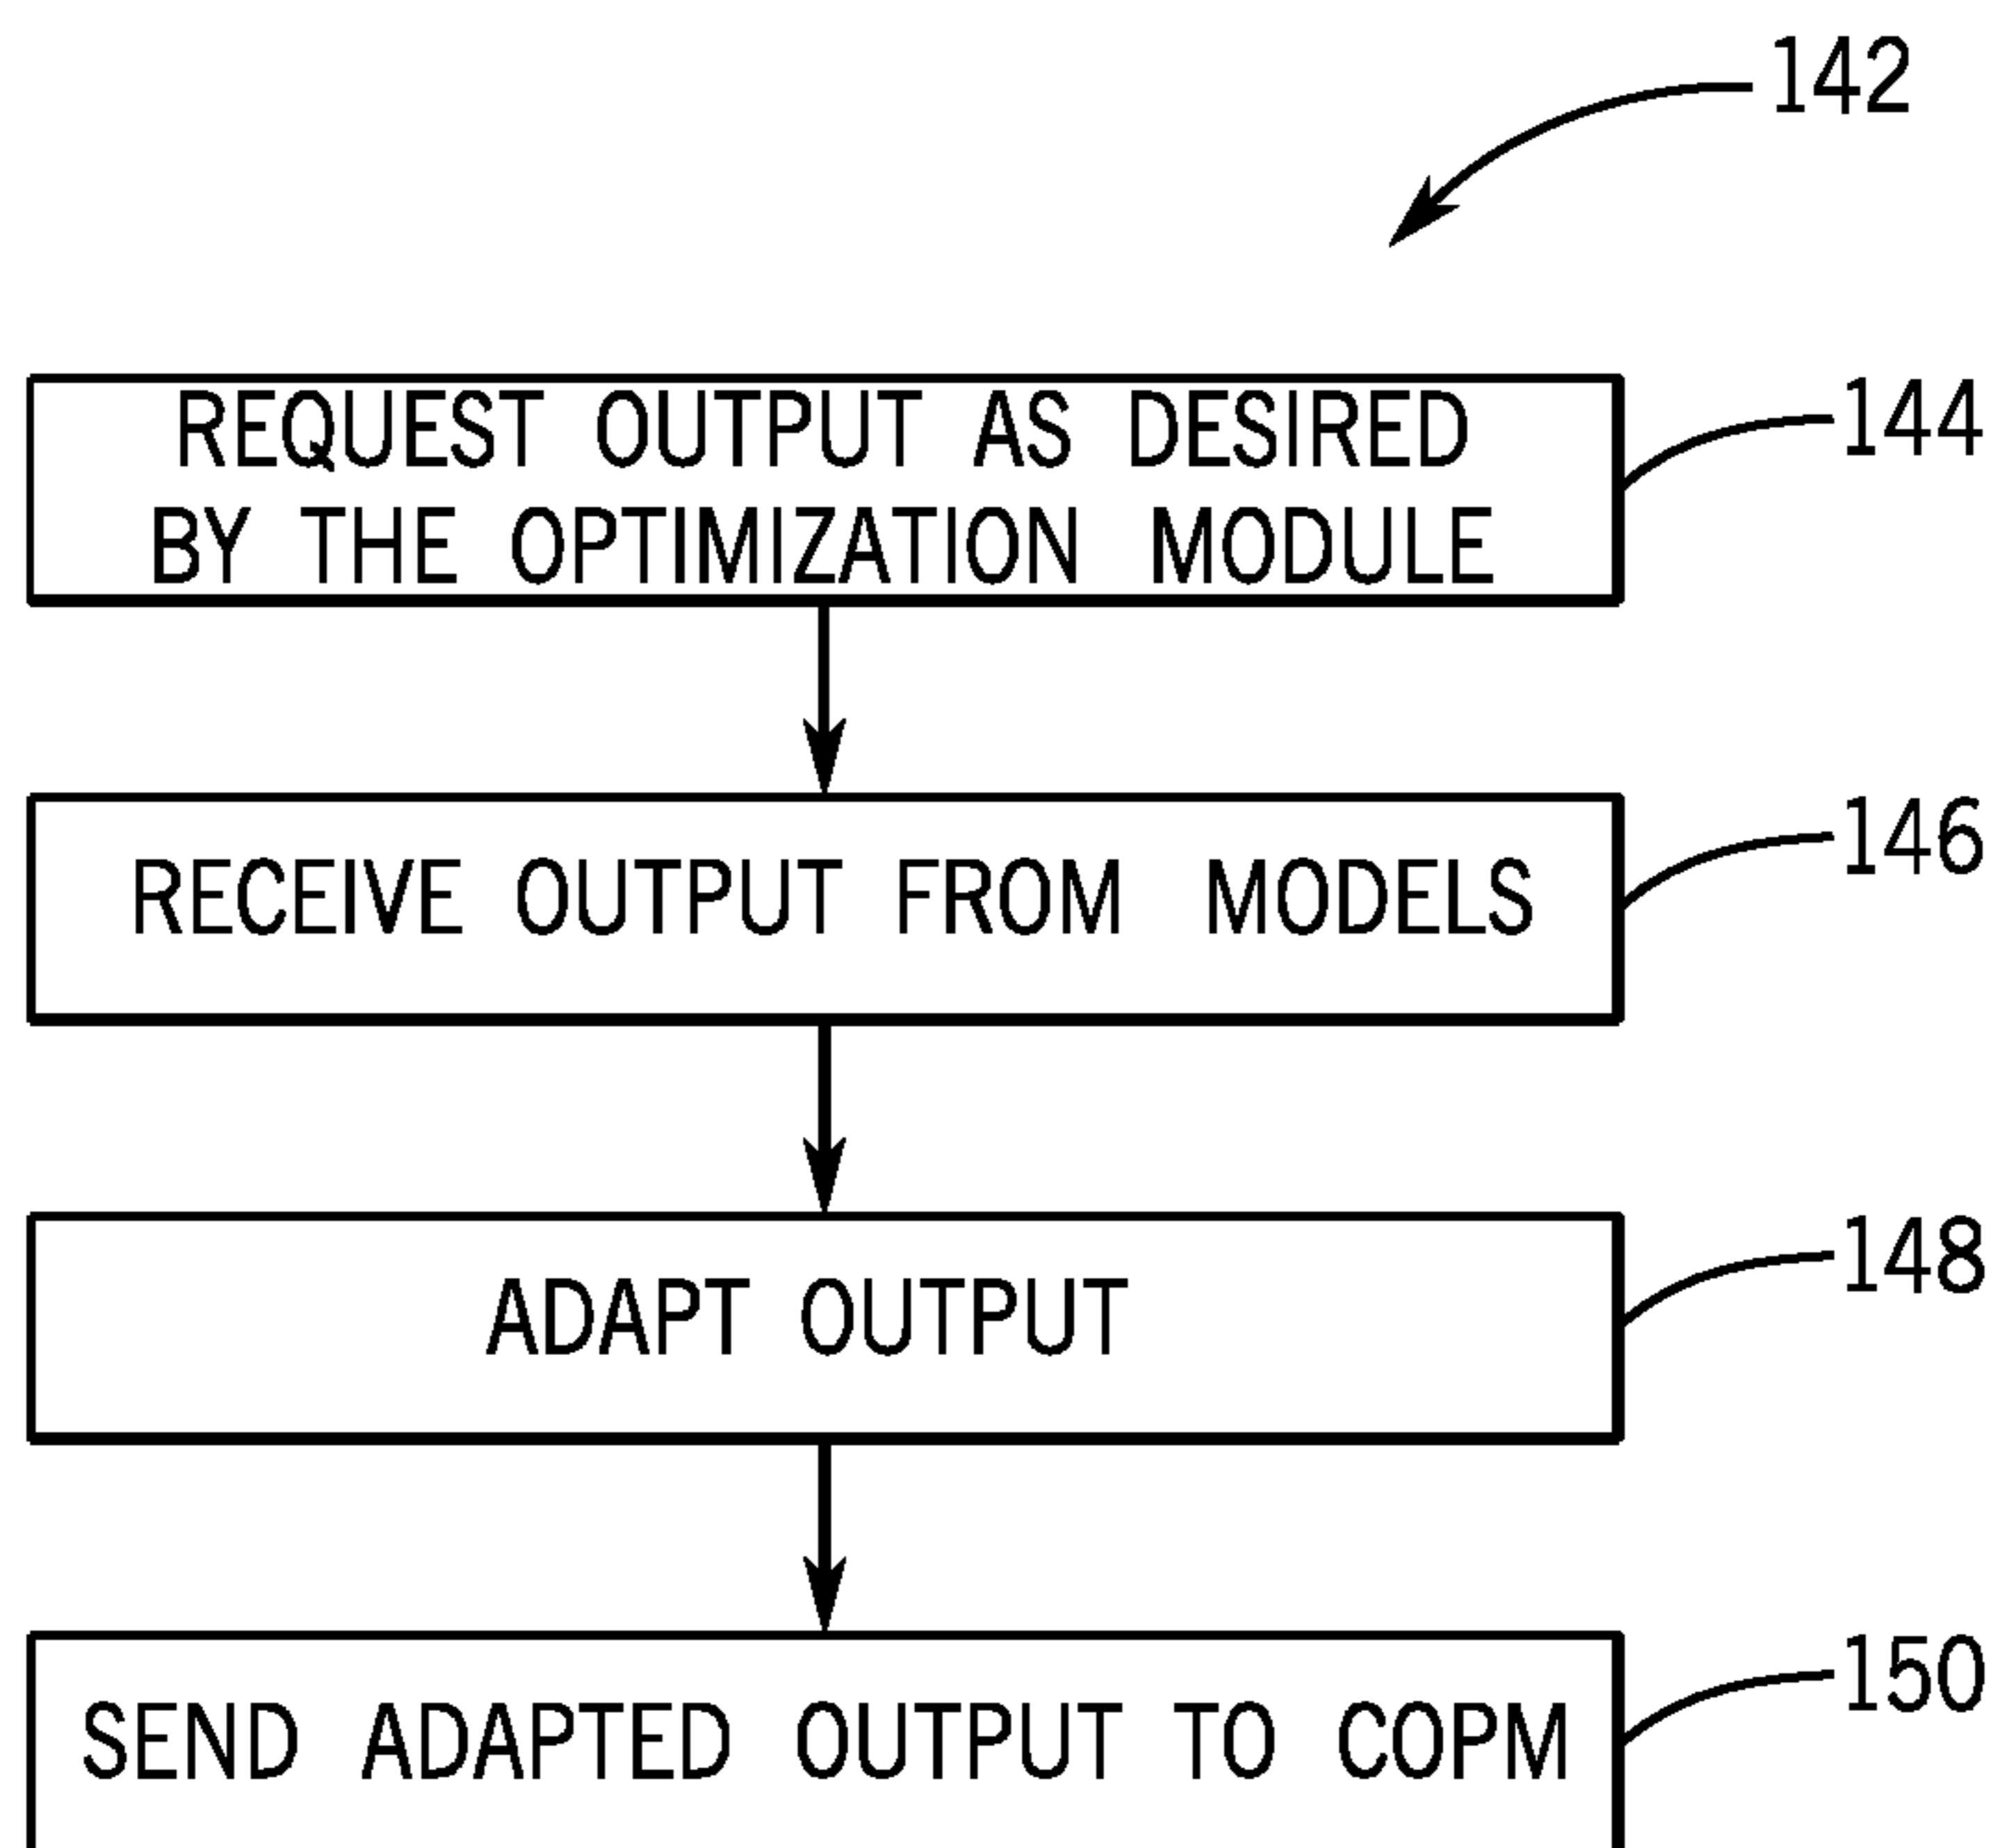 142
REQUEST OUTPUT AS DESIRED
BY THE OPTIMIZATION MODULE
144
RECEIVE OUTPUT FROM MODELS
146
ADAPT OUTPUT
148
SEND ADAPTED OUTPUT TO COPM
150